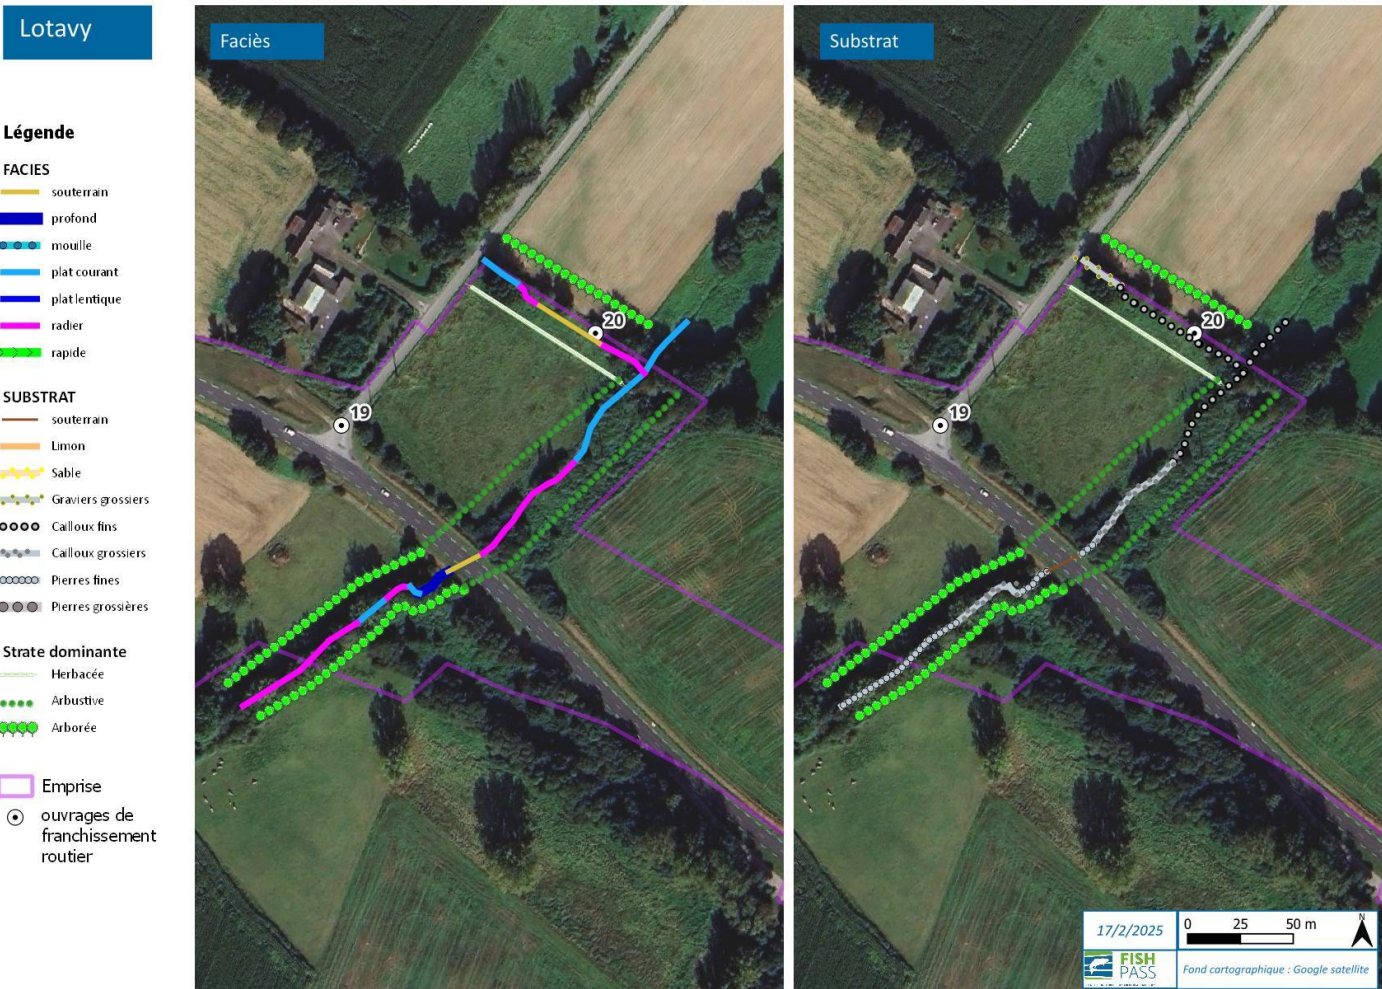 Lotavy
Légende
FACIES
souterrain
profond
mouille
plat courant
plat lentique
radier
rapide
SUBSTRAT
souterrain
Limon
Sable
Graviers grossiers
Cailloux fins
Cailloux grossiers
Pierres fines
Pierres grossières
Strate dominante
Herbacée
Arbustive
Arborée
Emprise
ouvrages de
franchissement
routier
Faciès
20
19
Substrat
20
19
17/2/2025
0 25 50 m
N
FISH
PASS
Fond cartographique : Google satellite